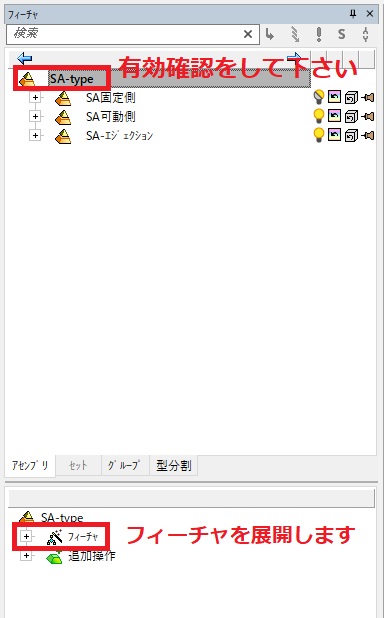 フィーチャ
検索
S
SA-type 有効確認をして下さい
SA固定側
SA可動側
SA-ｴｼﾞｪｸｼｮﾝ
ｱｾﾝﾌﾞﾘ セット ｸﾞﾙｰﾌﾟ 型分割
SA-type
ﾌｨｰﾁｬ フィーチャを展開します
追加操作